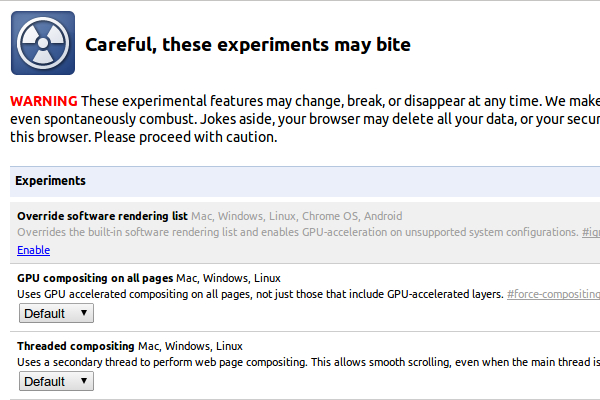 Careful, these experiments may bite
WARNING These experimental features may change, break, or disappear at any time. We make
even spontaneously combust. Jokes aside, your browser may delete all your data, or your
this browser. Please proceed with caution.
Experiments
Override software rendering list Mac, Windows, Linux, Chrome OS, Android
Overrides the built-in software rendering list and enables GPU-acceleration on unsupported system configurations.
Enable
GPU compositing on all pages Mac, Windows, Linux
Uses GPU accelerated compositing on all pages, not just those that include GPU-accelerated layers. #force-compositing
Default
Threaded compositing Mac, Windows, Linux
Uses a secondary thread to perform web page compositing. This allows smooth scrolling, even when the main thread is
Default